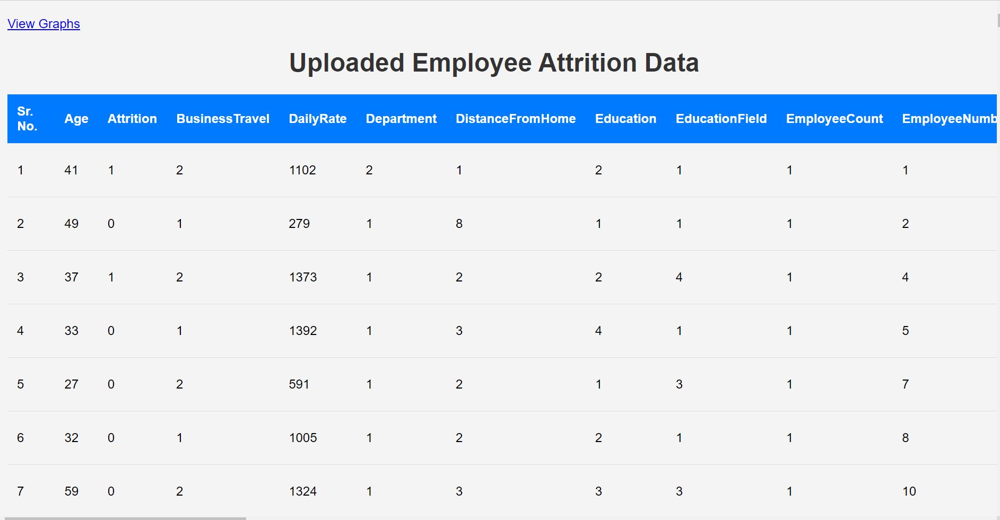 View Graphs
Uploaded Employee Attrition Data
Sr. No. Age Attrition BusinessTravel DailyRate Department DistanceFromHome Education EducationField EmployeeCount EmployeeNumb
1 41 1 2 1102 2 1 2 1 1 1
2 49 0 1 279 1 8 1 1 1 2
3 37 1 2 1373 1 2 2 4 1 4
4 33 0 1 1392 1 3 4 1 1 5
5 27 0 2 591 1 2 1 3 1 7
6 32 0 1 1005 1 2 2 1 1 8
7 59 0 2 1324 1 3 3 3 1 10